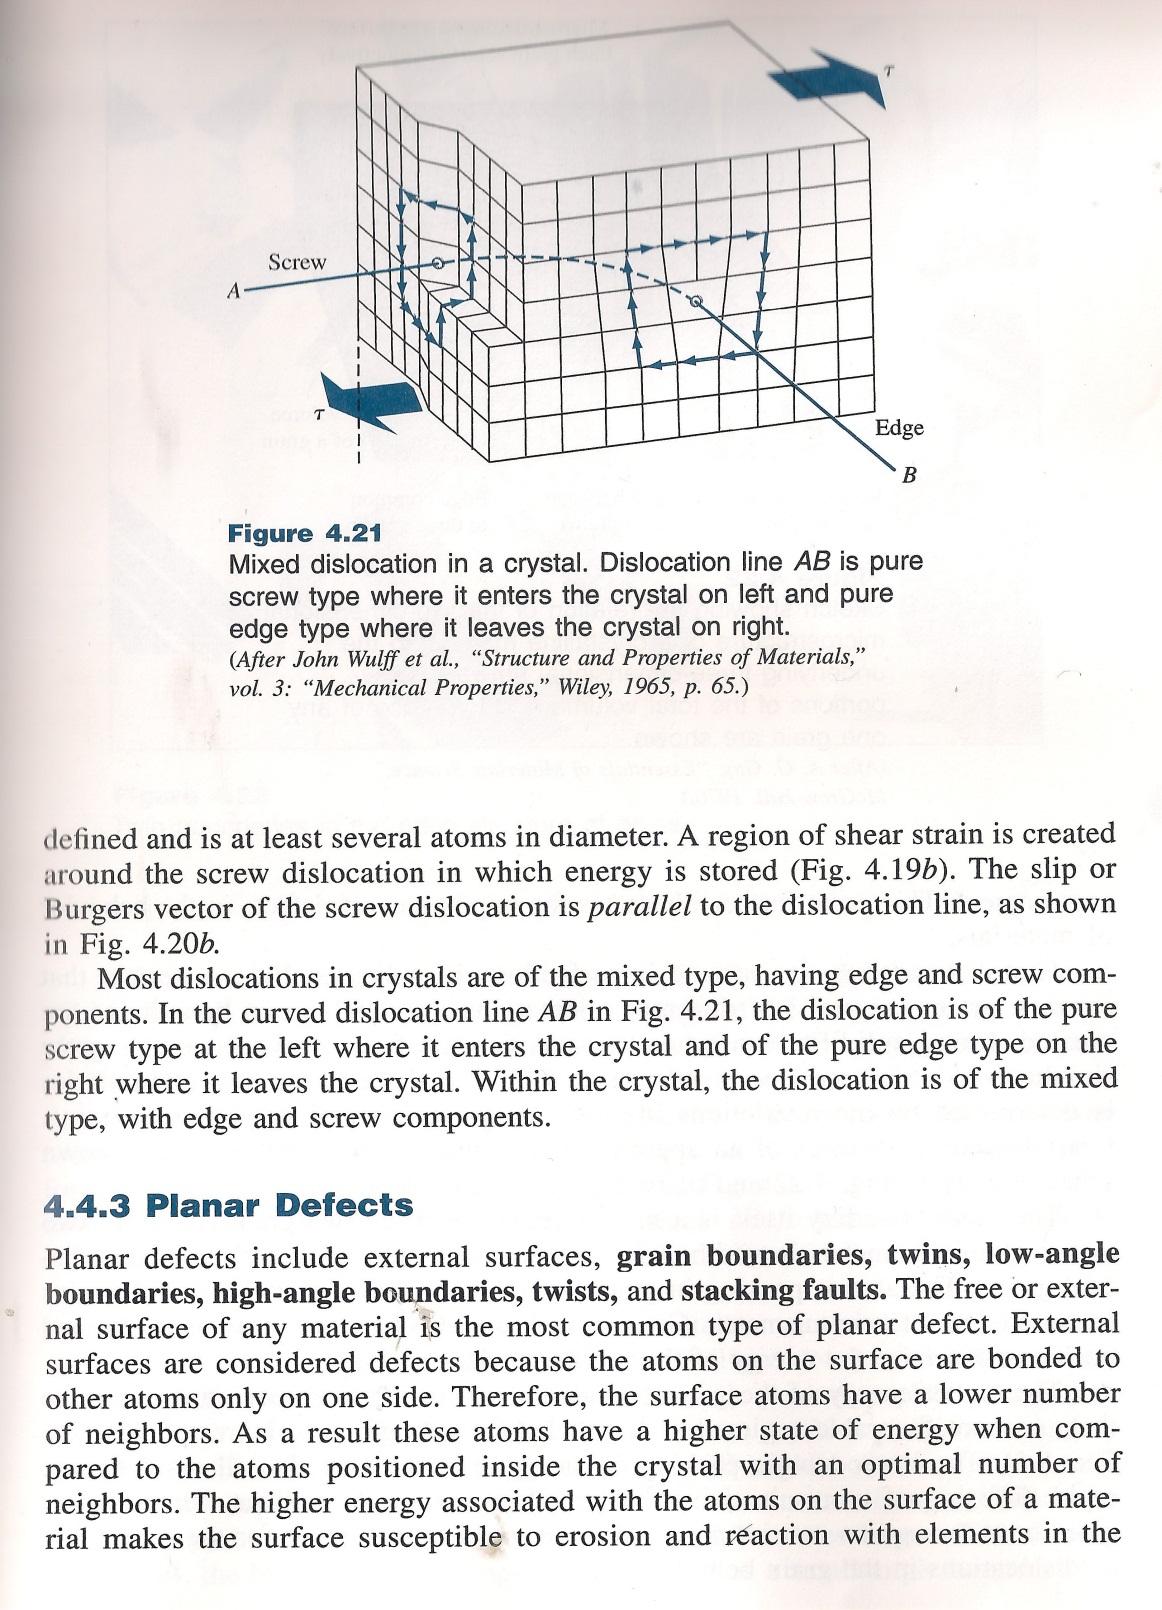 τ
Screw
A
τ
Edge
B
Figure 4.21
Mixed dislocation in a crystal. Dislocation line AB is pure
screw type where it enters the crystal on left and pure
edge type where it leaves the crystal on right.
(After John Wulff et al., “Structure and Properties of Materials,”
vol. 3: “Mechanical Properties,” Wiley, 1965, p. 65.)
defined and is at least several atoms in diameter. A region of shear strain is created
around the screw dislocation in which energy is stored (Fig. 4.19b). The slip or
Burgers vector of the screw dislocation is parallel to the dislocation line, as shown
in Fig. 4.20b.
Most dislocations in crystals are of the mixed type, having edge and screw com-
ponents. In the curved dislocation line AB in Fig. 4.21, the dislocation is of the pure
screw type at the left where it enters the crystal and of the pure edge type on the
right where it leaves the crystal. Within the crystal, the dislocation is of the mixed
type, with edge and screw components.
4.4.3 Planar Defects
Planar defects include external surfaces, grain boundaries, twins, low-angle
boundaries, high-angle boundaries, twists, and stacking faults. The free or exter-
nal surface of any material is the most common type of planar defect. External
surfaces are considered defects because the atoms on the surface are bonded to
other atoms only on one side. Therefore, the surface atoms have a lower number
of neighbors. As a result these atoms have a higher state of energy when com-
pared to the atoms positioned inside the crystal with an optimal number of
neighbors. The higher energy associated with the atoms on the surface of a mate-
rial makes the surface susceptible to erosion and reaction with elements in the